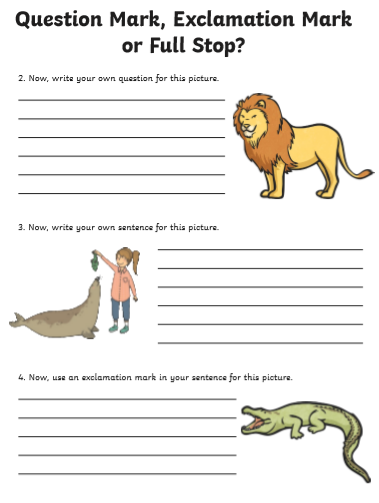 Question Mark, Exclamation Mark
or Full Stop?
2. Now, write your own question for this picture.
3. Now, write your own sentence for this picture.
4. Now, use an exclamation mark in your sentence for this picture.